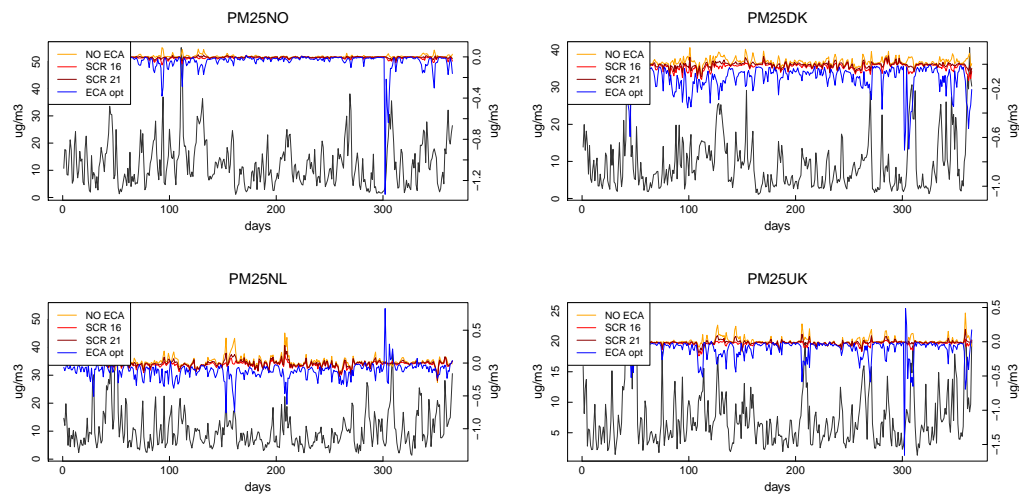 PM25NO
ug/m3
0 10 20 30 40 50
NO ECA
SCR 16
SCR 21
ECA opt
0.0 −0.4 −0.8 −1.2
ug/m3
0 100 200 300
days
PM25DK
ug/m3
0 10 20 30 40
NO ECA
SCR 16
SCR 21
ECA opt
−0.2 −0.6 −1.0
ug/m3
0 100 200 300
days
PM25NL
ug/m3
0 10 20 30 40 50
NO ECA
SCR 16
SCR 21
ECA opt
0.5 0.0 −0.5 −1.0
ug/m3
0 100 200 300
days
PM25UK
ug/m3
5 10 15 20 25
NO ECA
SCR 16
SCR 21
ECA opt
0.5 0.0 −0.5 −1.0 −1.5
ug/m3
0 100 200 300
days